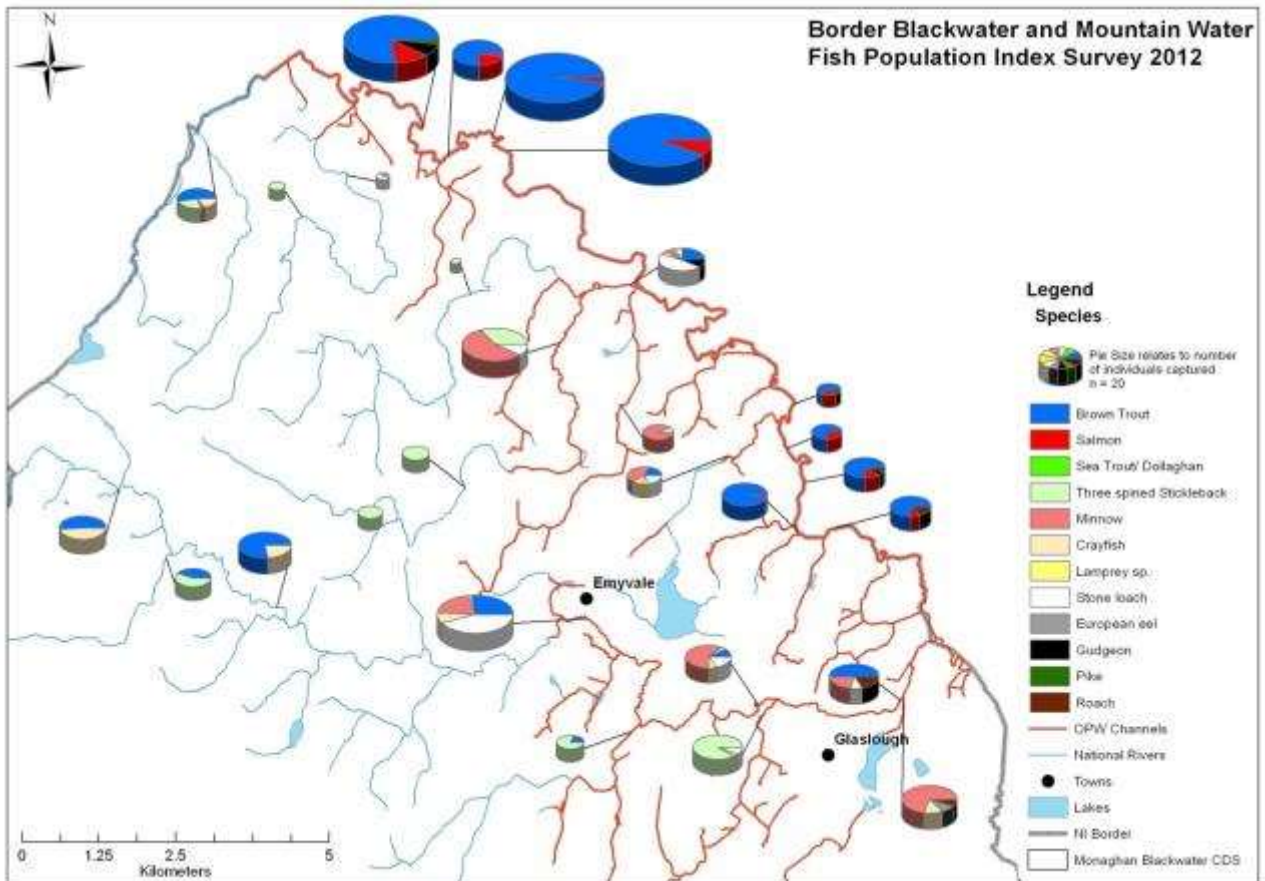 N
Border Blackwater and Mountain Water
Fish Population Index Survey 2012
Legend
Species
Pie Size relates to number
of individuals captured
n = 20
Brown Trout
Salmon
Sea Trout/ Dollaghan
Three spined Stickleback
Minnow
Crayfish
Lamprey sp.
Stone loach
European eel
Gudgeon
Pike
Roach
OPW Channels
National Rivers
Towns
Lakes
NI Border
Monaghan Blackwater CDS
Emyvale
Glaslough
0 1.25 2.5 5
Kilometers